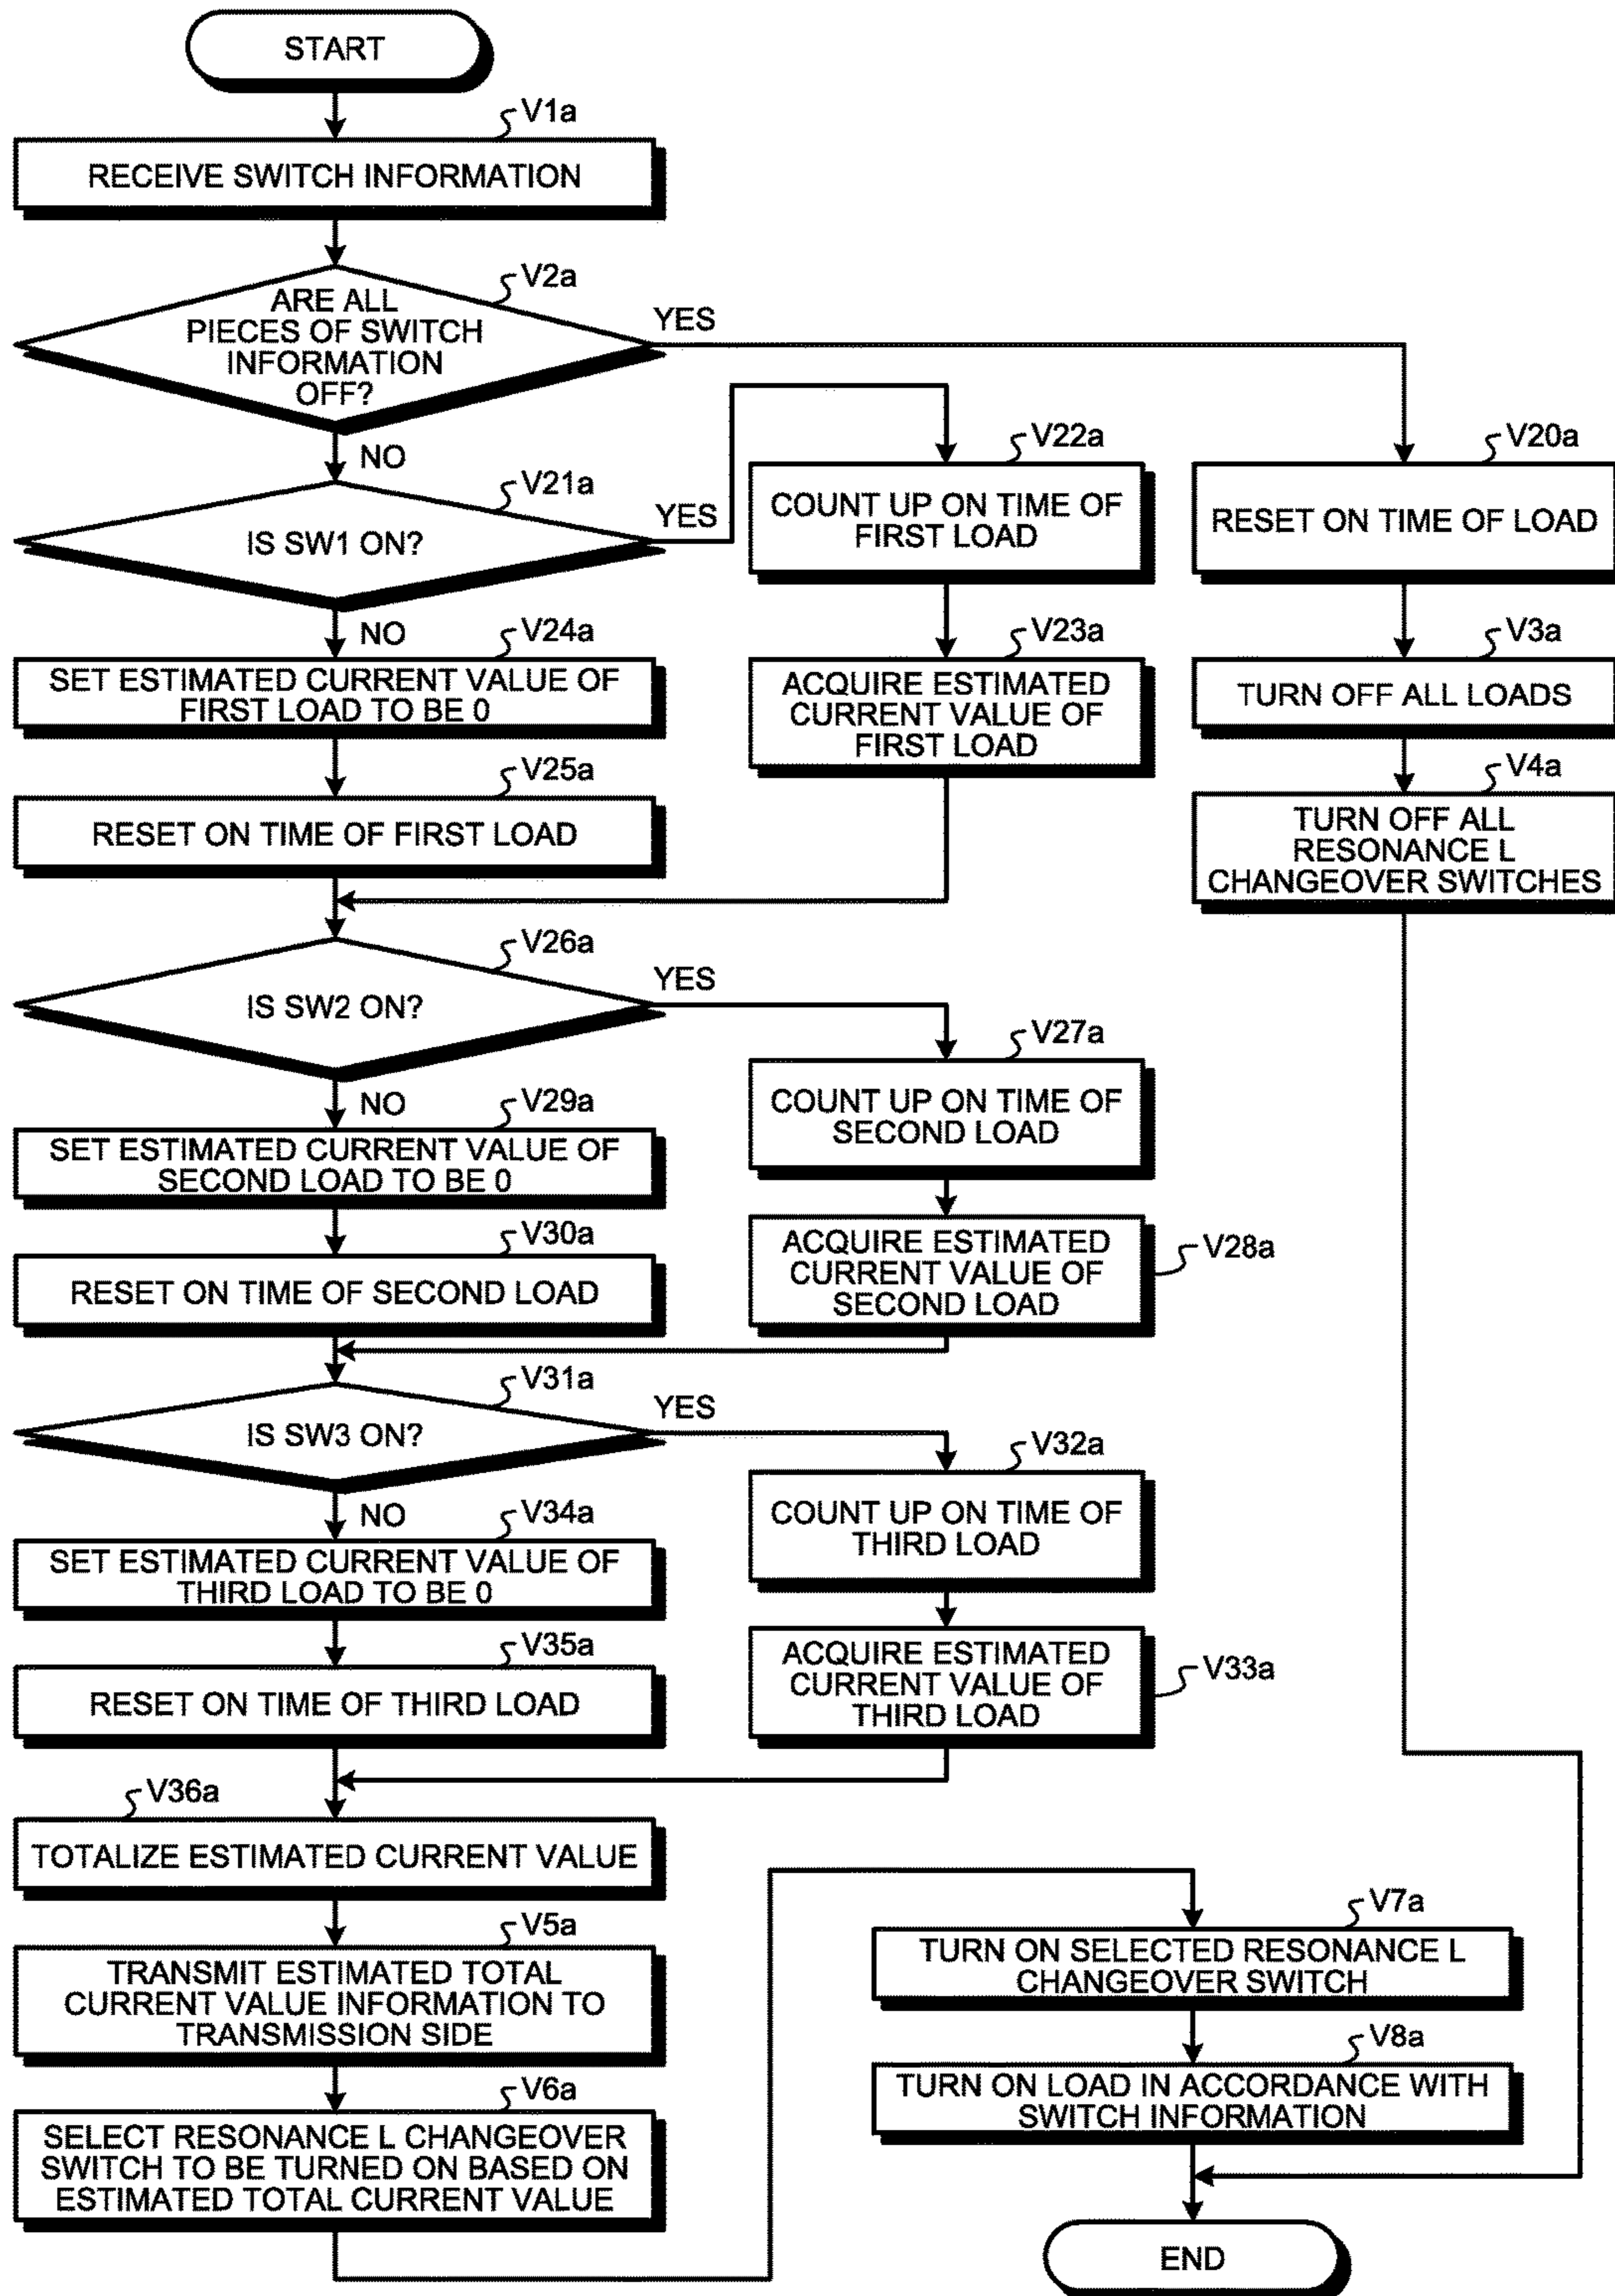 START
V1a
RECEIVE SWITCH INFORMATION
V2a
ARE ALL
PIECES OF SWITCH
INFORMATION
OFF?
YES
NO
V21a
IS SW1 ON?
YES
NO
V22a
COUNT UP ON TIME OF
FIRST LOAD
V23a
ACQUIRE ESTIMATED
CURRENT VALUE OF
FIRST LOAD
V20a
RESET ON TIME OF LOAD
V3a
TURN OFF ALL LOADS
V4a
TURN OFF ALL
RESONANCE L
CHANGEOVER SWITCHES
V24a
SET ESTIMATED CURRENT VALUE OF
FIRST LOAD TO BE 0
V25a
RESET ON TIME OF FIRST LOAD
V26a
IS SW2 ON?
YES
NO
V27a
COUNT UP ON TIME OF
SECOND LOAD
V28a
ACQUIRE ESTIMATED
CURRENT VALUE OF
SECOND LOAD
V29a
SET ESTIMATED CURRENT VALUE OF
SECOND LOAD TO BE 0
V30a
RESET ON TIME OF SECOND LOAD
V31a
IS SW3 ON?
YES
NO
V32a
COUNT UP ON TIME OF
THIRD LOAD
V33a
ACQUIRE ESTIMATED
CURRENT VALUE OF
THIRD LOAD
V34a
SET ESTIMATED CURRENT VALUE OF
THIRD LOAD TO BE 0
V35a
RESET ON TIME OF THIRD LOAD
V36a
TOTALIZE ESTIMATED CURRENT VALUE
V5a
TRANSMIT ESTIMATED TOTAL
CURRENT VALUE INFORMATION TO
TRANSMISSION SIDE
V6a
SELECT RESONANCE L CHANGEOVER
SWITCH TO BE TURNED ON BASED ON
ESTIMATED TOTAL CURRENT VALUE
V7a
TURN ON SELECTED RESONANCE L
CHANGEOVER SWITCH
V8a
TURN ON LOAD IN ACCORDANCE WITH
SWITCH INFORMATION
END